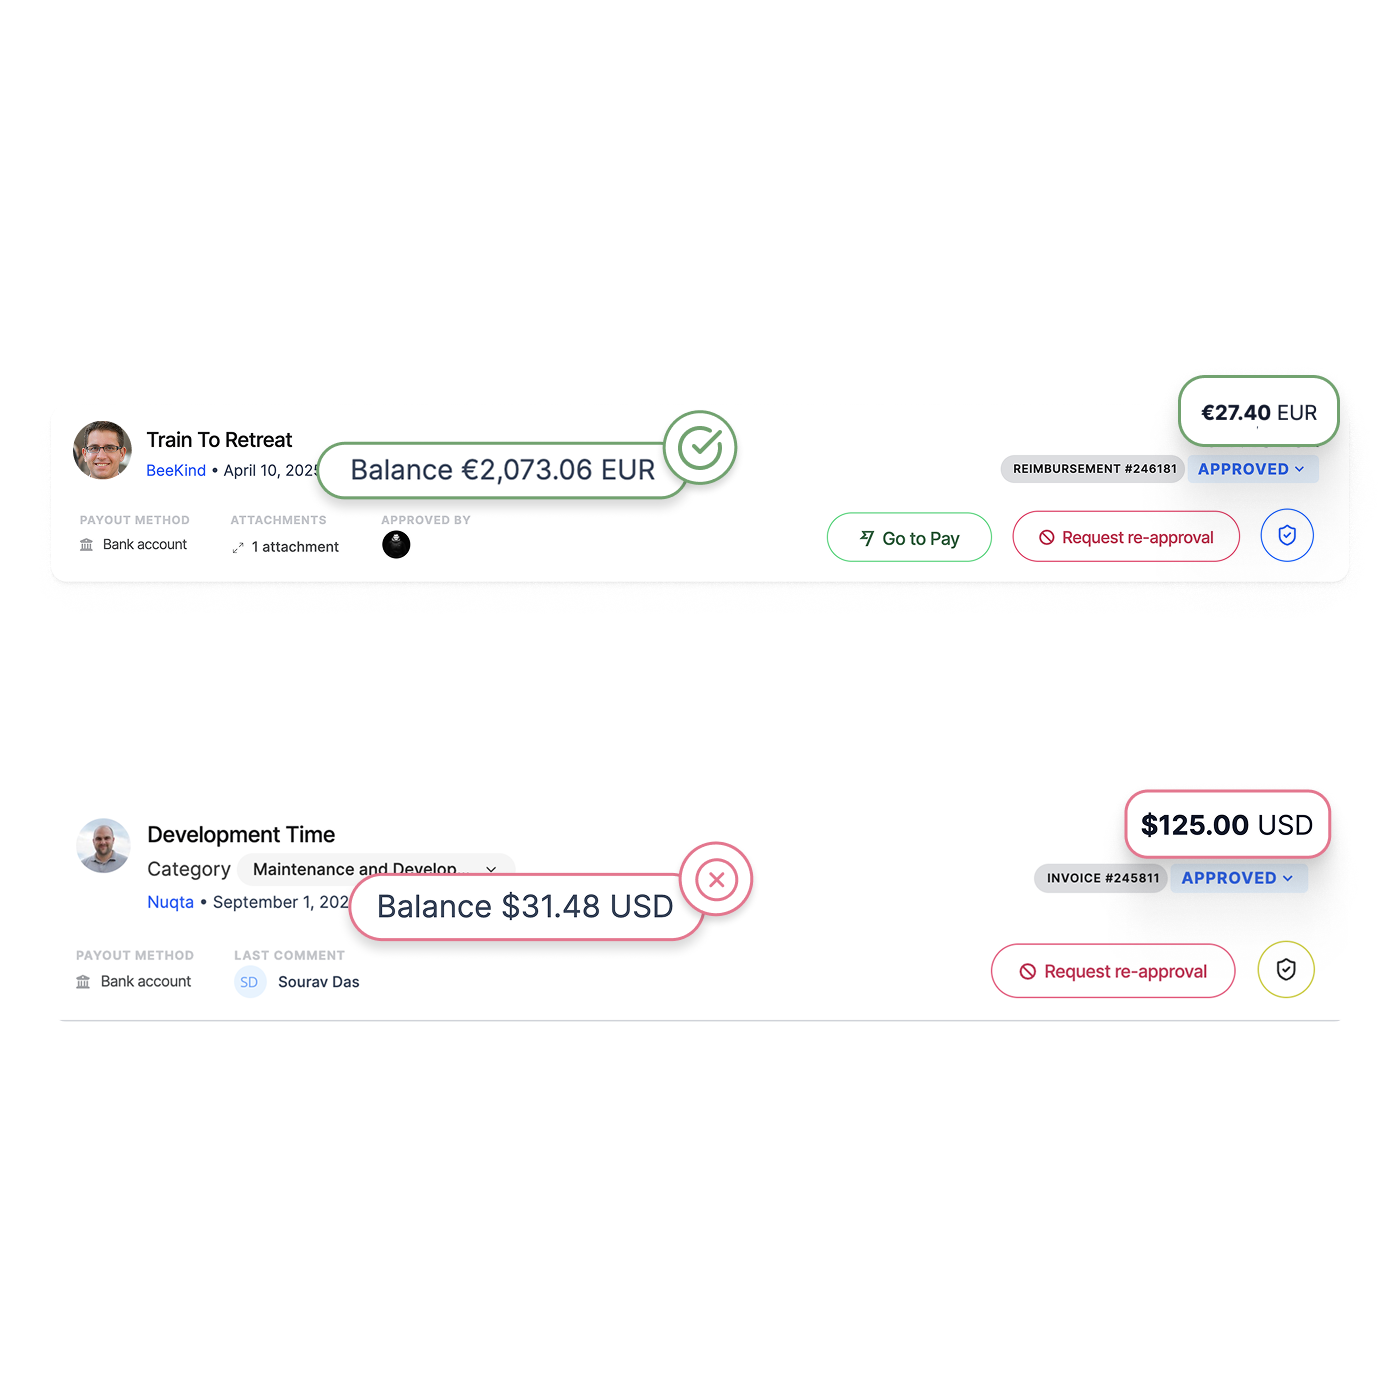 €27.40 EUR
Train To Retreat
BeeKind • April 10, 2025
Balance €2,073.06 EUR
REIMBURSEMENT #246181
APPROVED
PAYOUT METHOD
ATTACHMENTS
APPROVED BY
Bank account
1 attachment
Go to Pay
Request re-approval
$125.00 USD
Development Time
Category Maintenance and Develop...
INVOICE #245811
APPROVED
Nuqta • September 1, 202
Balance $31.48 USD
PAYOUT METHOD
LAST COMMENT
Bank account
SD Sourav Das
Request re-approval